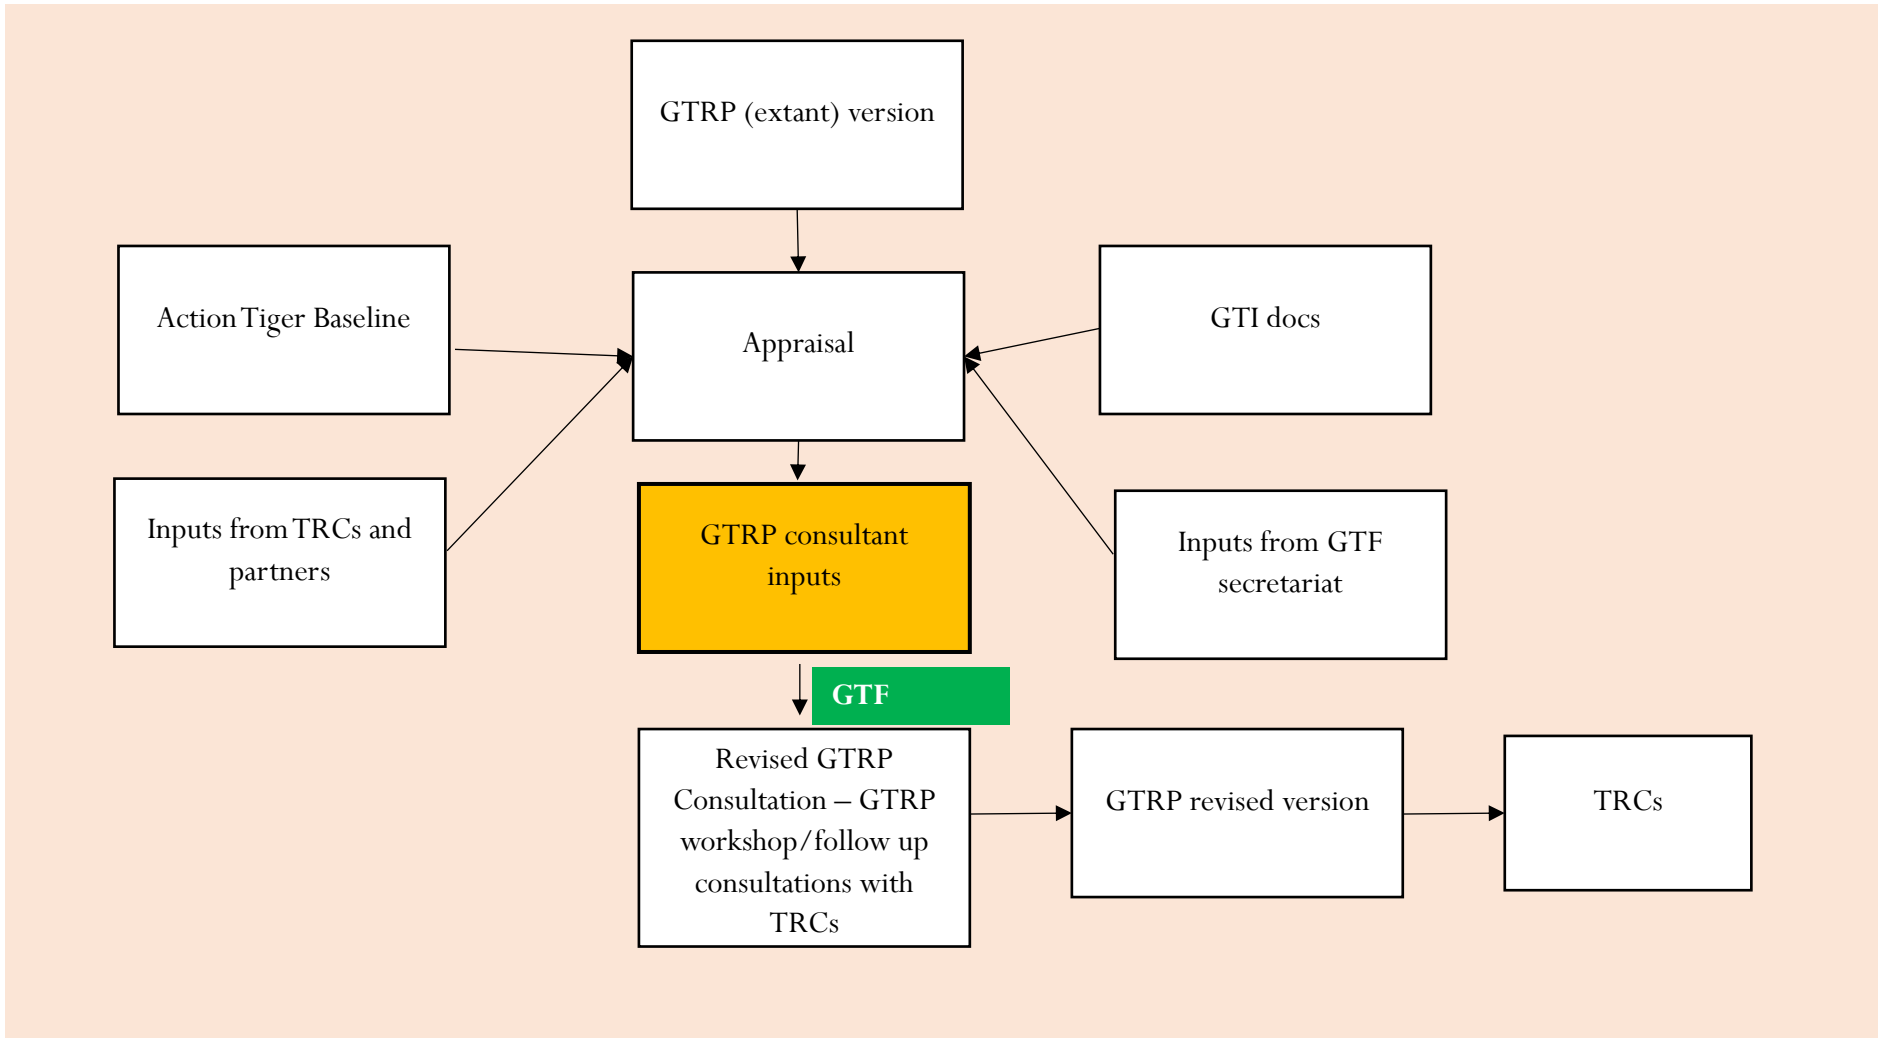 GTRP (extant) version
Action Tiger Baseline
Appraisal
GTI docs
Inputs from TRCs and
partners
GTRP consultant
inputs
Inputs from GTF
secretariat
GTF
Revised GTRP
Consultation – GTRP
workshop/follow up
consultations with
TRCs
GTRP revised version
TRCs